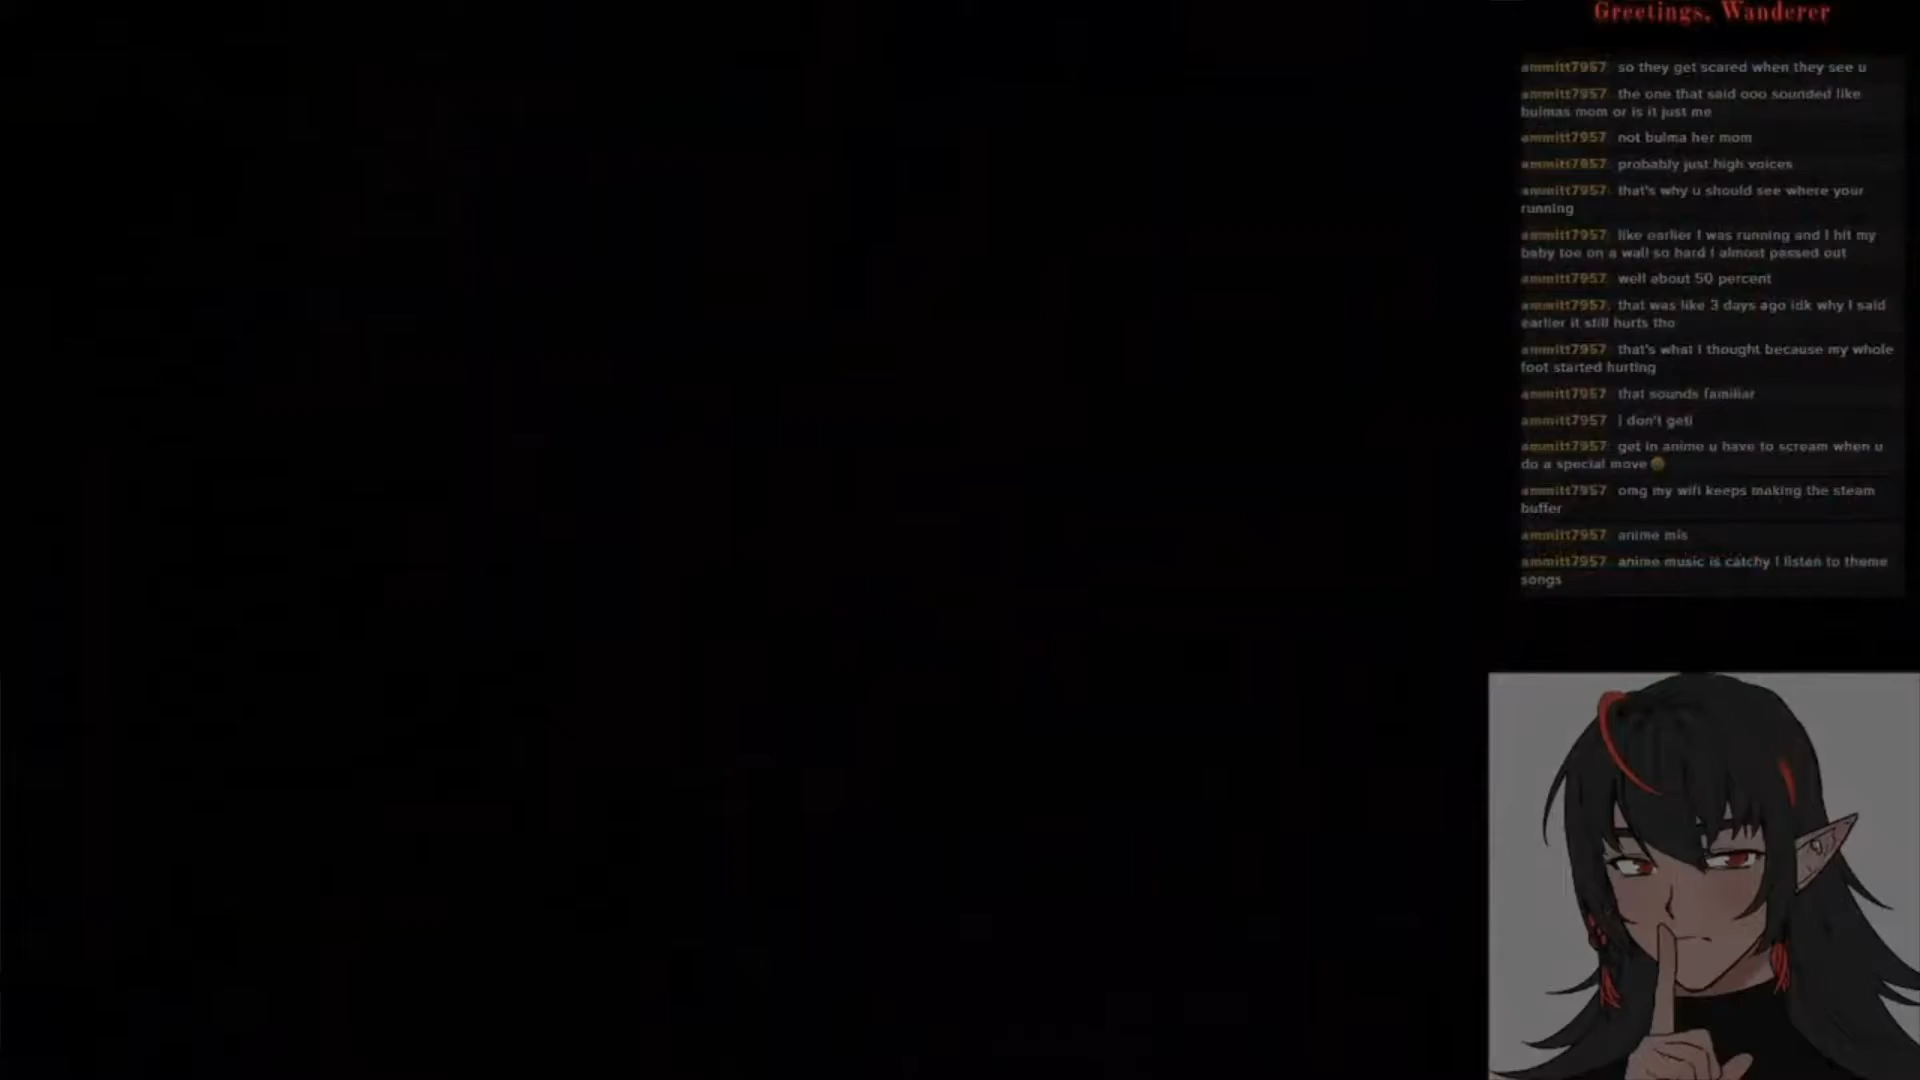 Greetings, Wanderer
ammitt7957: so they get scared when they see u
ammitt7957: the one that said ooo sounded like
bulmas mom or is it just me
ammitt7957: not bulma her mom
ammitt7957: probably just high voices
ammitt7957: that's why u should see where your
running
ammitt7957: like earlier I was running and I hit my
baby toe on a wall so hard I almost passed out
ammitt7957: well about 50 percent
ammitt7957: that was like 3 days ago idk why I said
earlier it still hurts tho
ammitt7957: that's what I thought because my whole
foot started hurting
ammitt7957: that sounds familiar
ammitt7957: I don't geti
ammitt7957: get in anime u have to scream when u
do a special move
ammitt7957: omg my wifi keeps making the steam
buffer
ammitt7957: anime mis
ammitt7957: anime music is catchy I listen to theme
songs